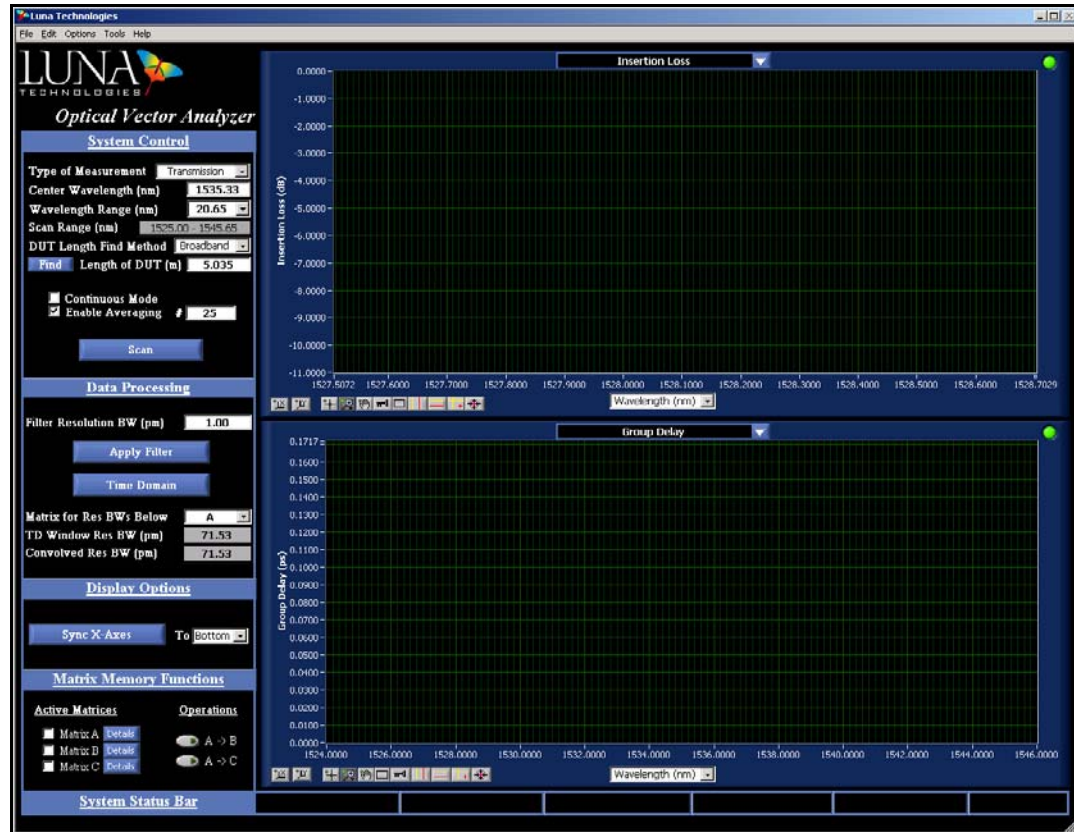 Luna Technologies
File Edit Options Tools Help
LUNA
TECHNOLOGIES
Optical Vector Analyzer
System Control
Type of Measurement Transmission
Center Wavelength (nm) 1535.33
Wavelength Range (nm) 20.65
Scan Range (nm) 1525.00 - 1545.65
DUT Length Find Method Broadband
Find Length of DUT (m) 5.035
Continuous Mode
Enable Averaging # 25
Scan
Data Processing
Filter Resolution BW (pm) 1.00
Apply Filter
Time Domain
Matrix for Res BWs Below A
TD Window Res BW (pm) 71.53
Convolved Res BW (pm) 71.53
Display Options
Sync X-Axes To Bottom
Matrix Memory Functions
Active Matrices Operations
Matrix A Details
Matrix B Details
Matrix C Details
A -> B
A -> C
System Status Bar
Insertion Loss
Insertion Loss (dB)
0.0000
-1.0000
-2.0000
-3.0000
-4.0000
-5.0000
-6.0000
-7.0000
-8.0000
-9.0000
-10.0000
-11.0000
1527.5072 1527.6000 1527.7000 1527.8000 1527.9000 1528.0000 1528.1000 1528.2000 1528.3000 1528.4000 1528.5000 1528.6000 1528.7029
Wavelength (nm)
Group Delay
Group Delay (ps)
0.1717
0.1600
0.1500
0.1400
0.1300
0.1200
0.1100
0.1000
0.0900
0.0800
0.0700
0.0600
0.0500
0.0400
0.0300
0.0200
0.0100
0.0000
1524.0000 1526.0000 1528.0000 1530.0000 1532.0000 1534.0000 1536.0000 1538.0000 1540.0000 1542.0000 1544.0000 1546.0000
Wavelength (nm)